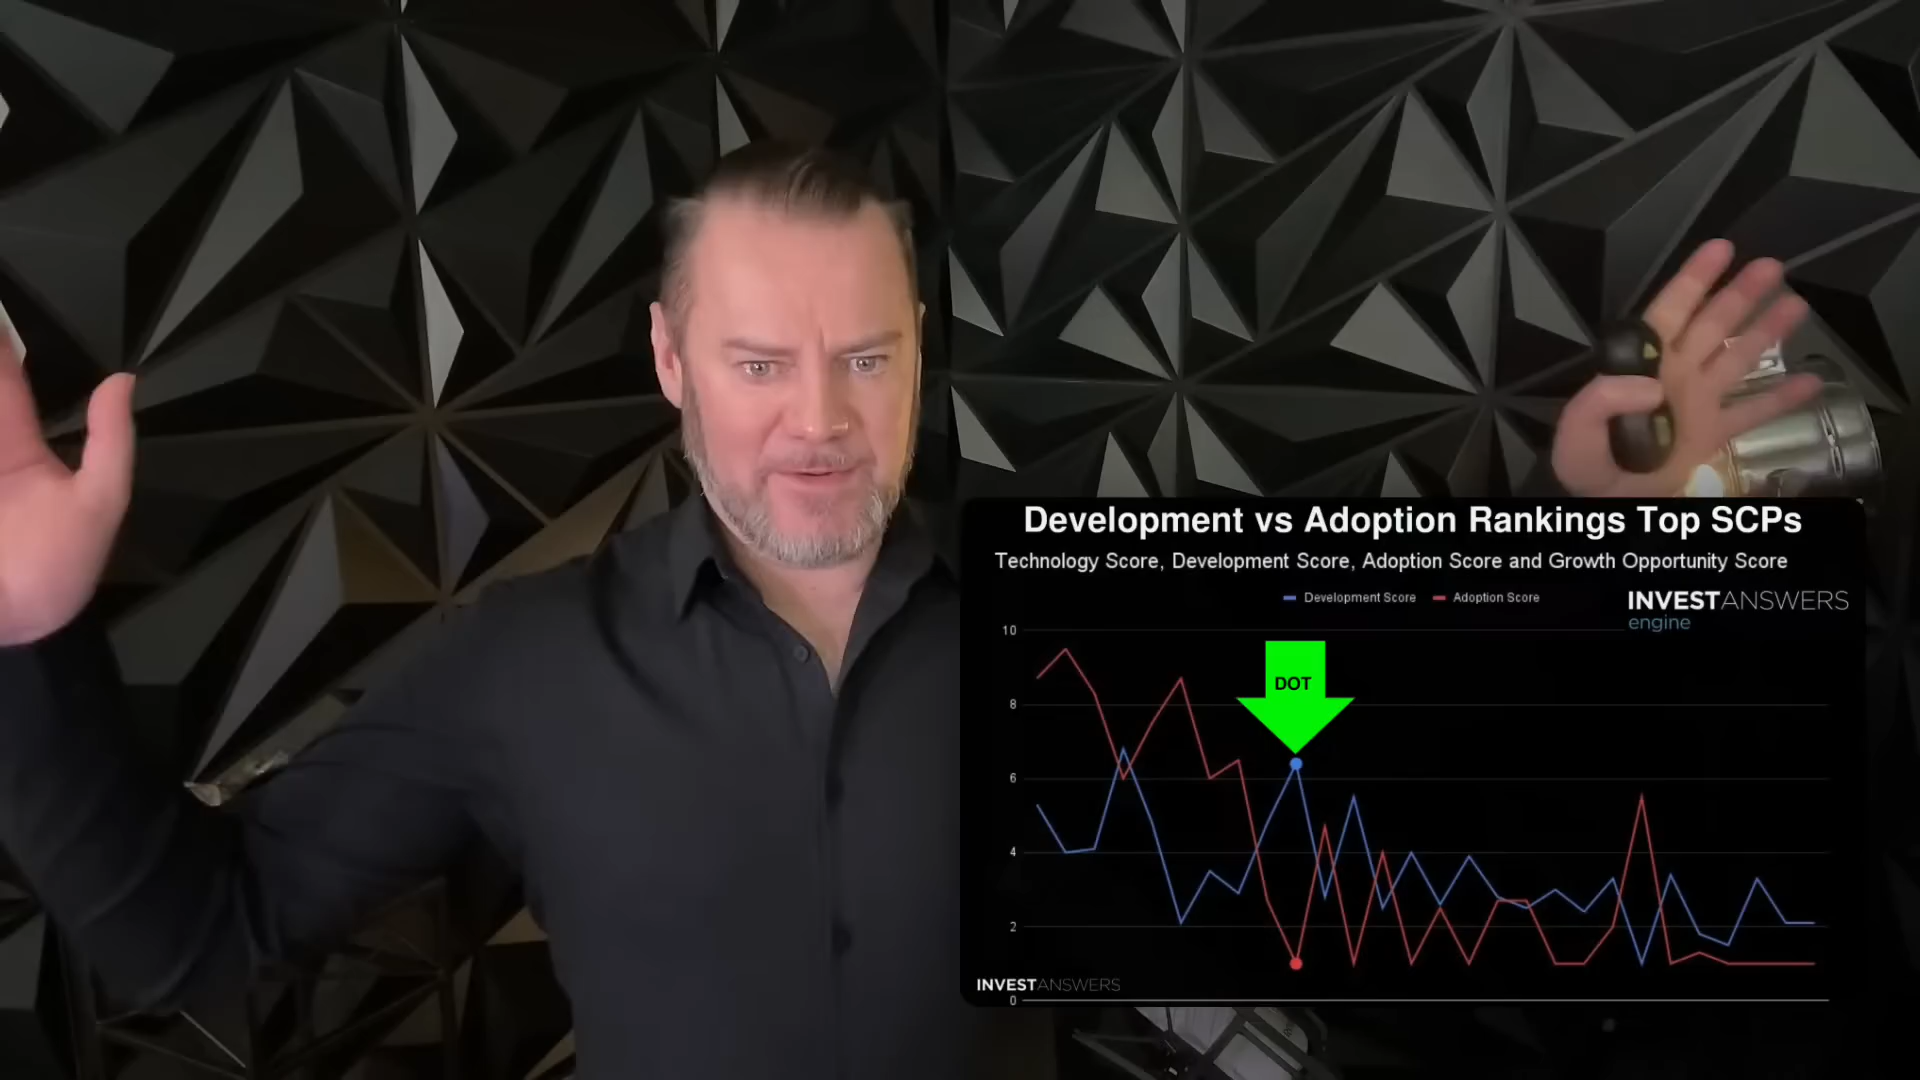 Development vs Adoption Rankings Top SCPs
Technology Score, Development Score, Adoption Score and Growth Opportunity Score
Development Score Adoption Score
INVESTANSWERS
engine
10
DOT
8
6
4
2
INVESTANSWERS
0